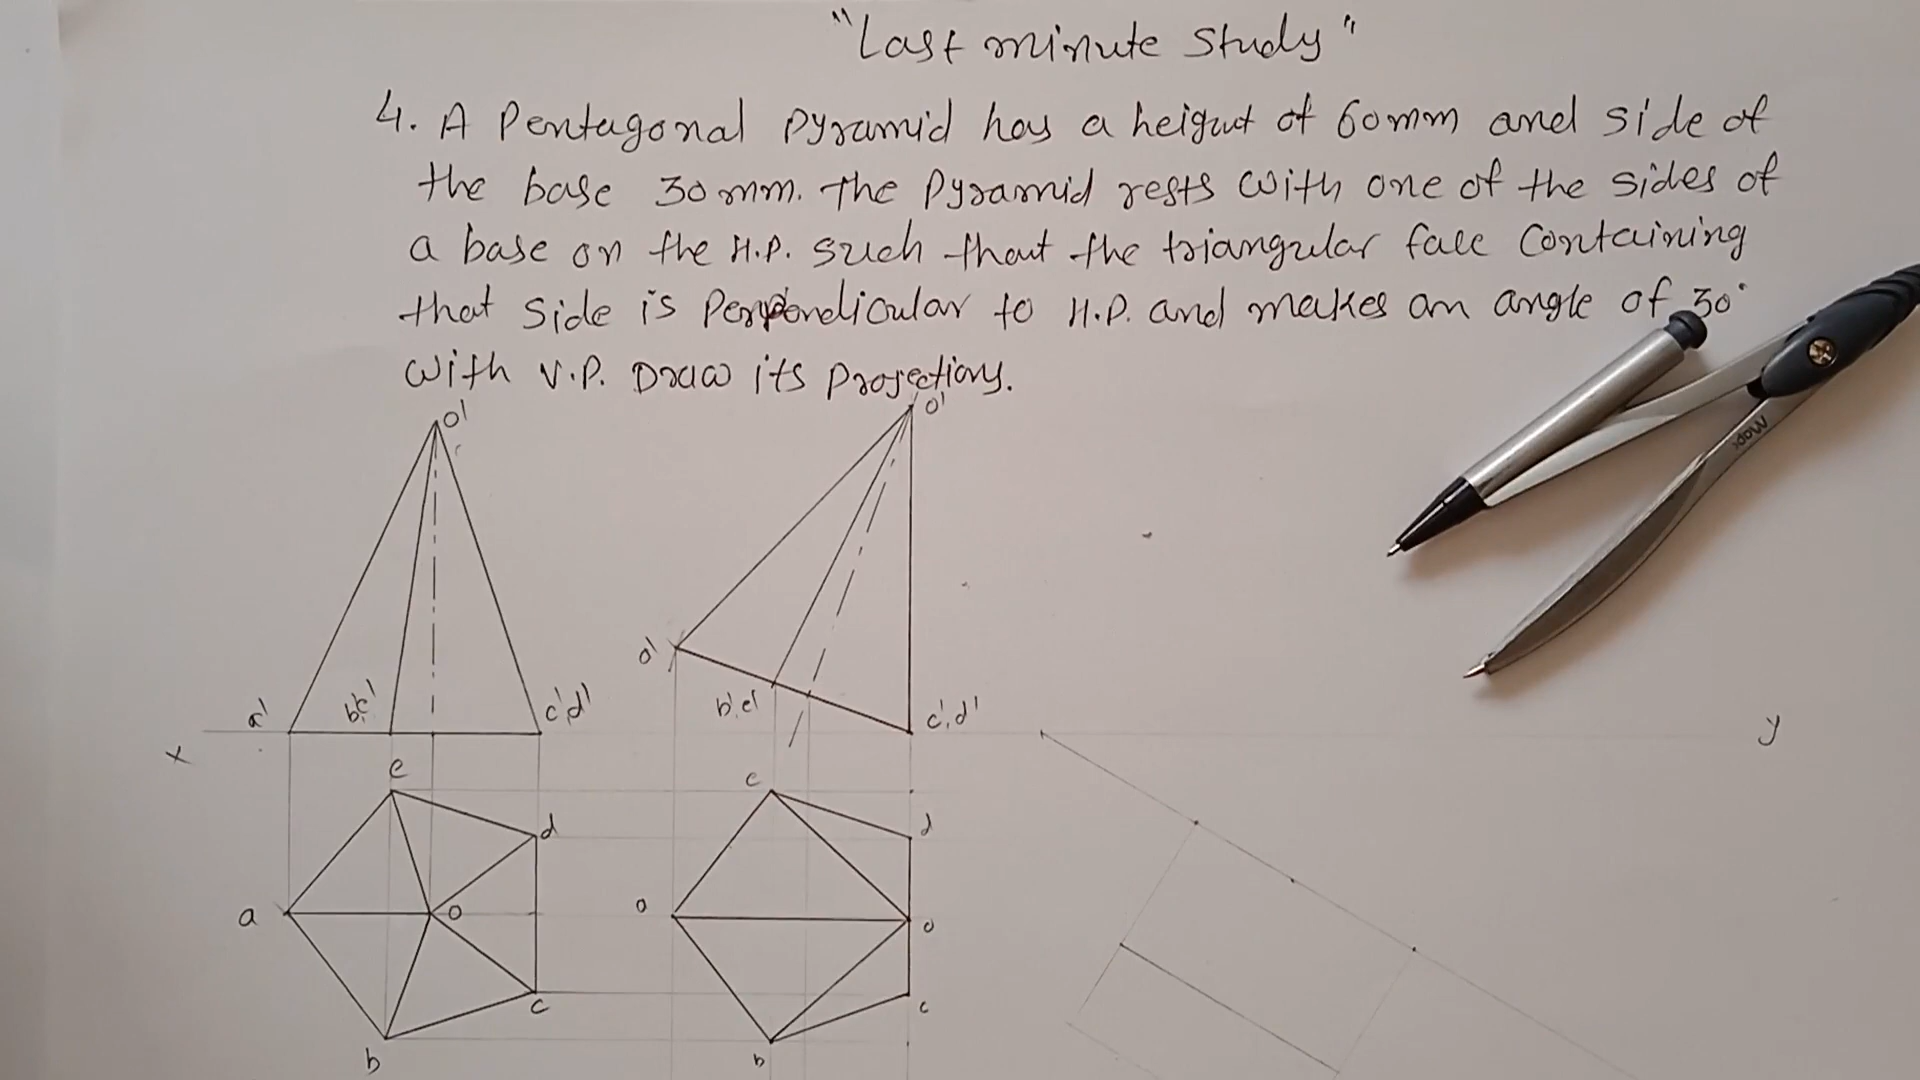 "Last minute study"
4. A Pentagonal pyramid has a height of 60mm and side of
the base 30mm. The Pyramid rests with one of the sides of
a base on the H.P. such that the triangular face containing
that side is Perpendicular to H.P. and makes an angle of 30°
with V.P. Draw its projections.
o' o'
Mapx
a' b'c' c'd' a' b',e' c',d'
x y
e e
d d
a o a o
c c
b b